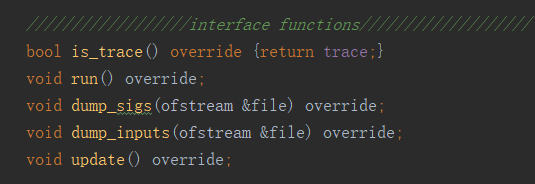 ///////////////////interface functions////////////////////
bool is_trace() override {return trace;}
void run() override;
void dump_sigs(ofstream &file) override;
void dump_inputs(ofstream &file) override;
void update() override;